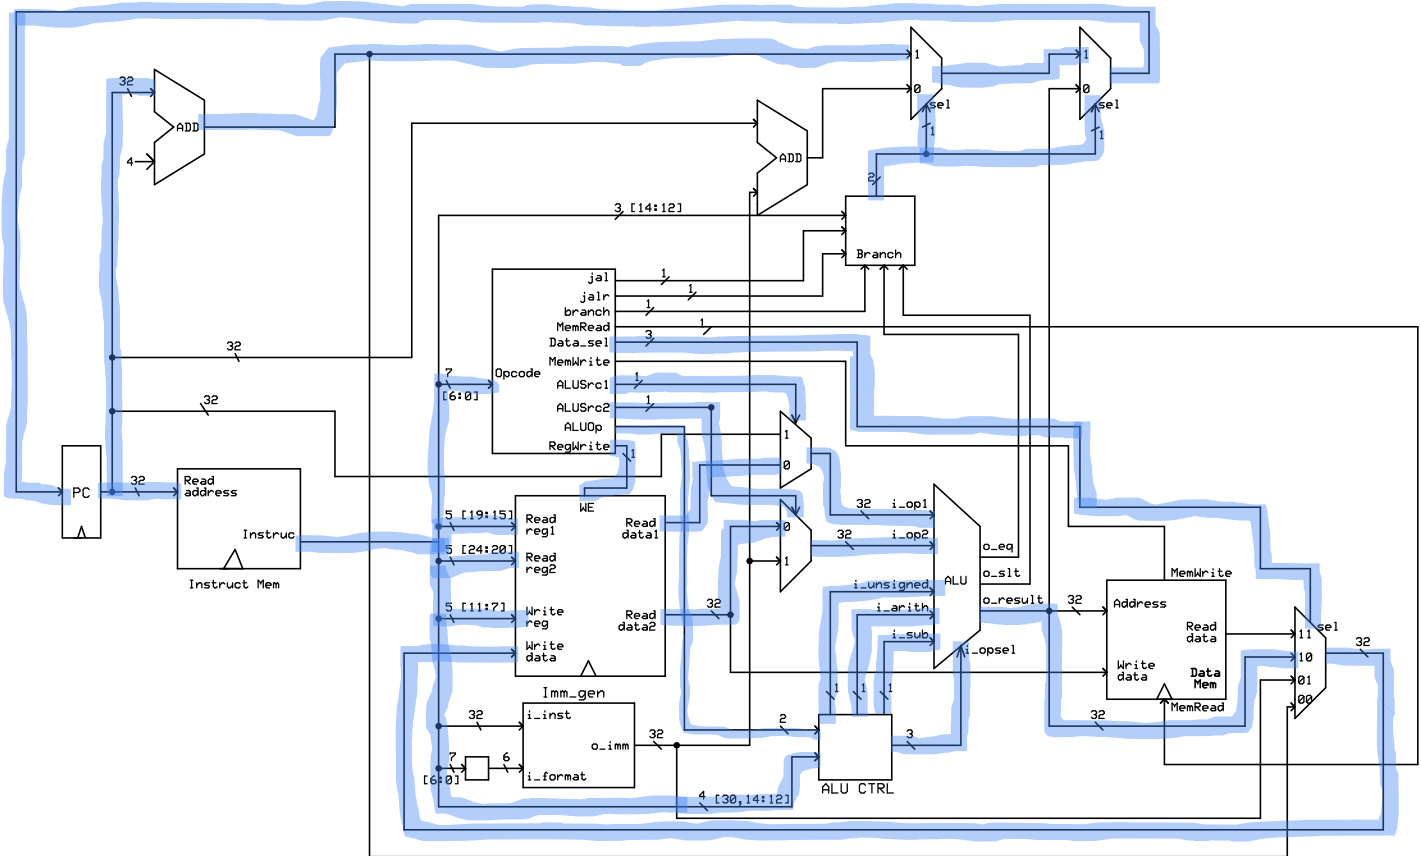 1
0
sel
1
1
0
sel
1
32
ADD
4
ADD
2
3 [14:12]
Branch
jal
1
jalr
1
branch
1
MemRead
1
Data_sel
3
MemWrite
Opcode
7
[6:0]
ALUSrc1
1
ALUSrc2
1
ALUOp
RegWrite
1
32
32
PC
32
Read
address
Instruc
Instruct Mem
WE
5 [19:15]
Read
reg1
5 [24:20]
Read
reg2
5 [11:7]
Write
reg
Write
data
Read
data1
Read
data2
32
1
0
0
1
32
i_op1
32
i_op2
i_unsigned
i_arith
i_sub
ALU
o_eq
o_slt
o_result
i_opsel
32
MemWrite
Address
Read
data
Write
data
Data
Mem
MemRead
sel
11
10
01
00
32
32
Imm_gen
i_inst
o_imm
i_format
32
7
[6:0]
6
32
2
1
1
1
3
4 [30,14:12]
ALU CTRL